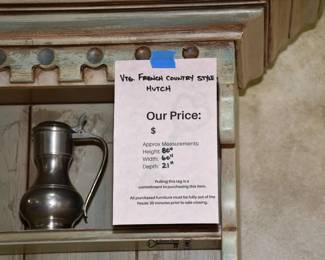 VTG. FRENCH COUNTRY STYLE
HUTCH
Our Price:
$
Approx Measurements:
Height: 86"
Width: 60"
Depth: 21"
Pulling this tag is a
commitment to purchasing this item.
All purchased furniture must be fully out of the
house 30 minutes prior to sale closing.